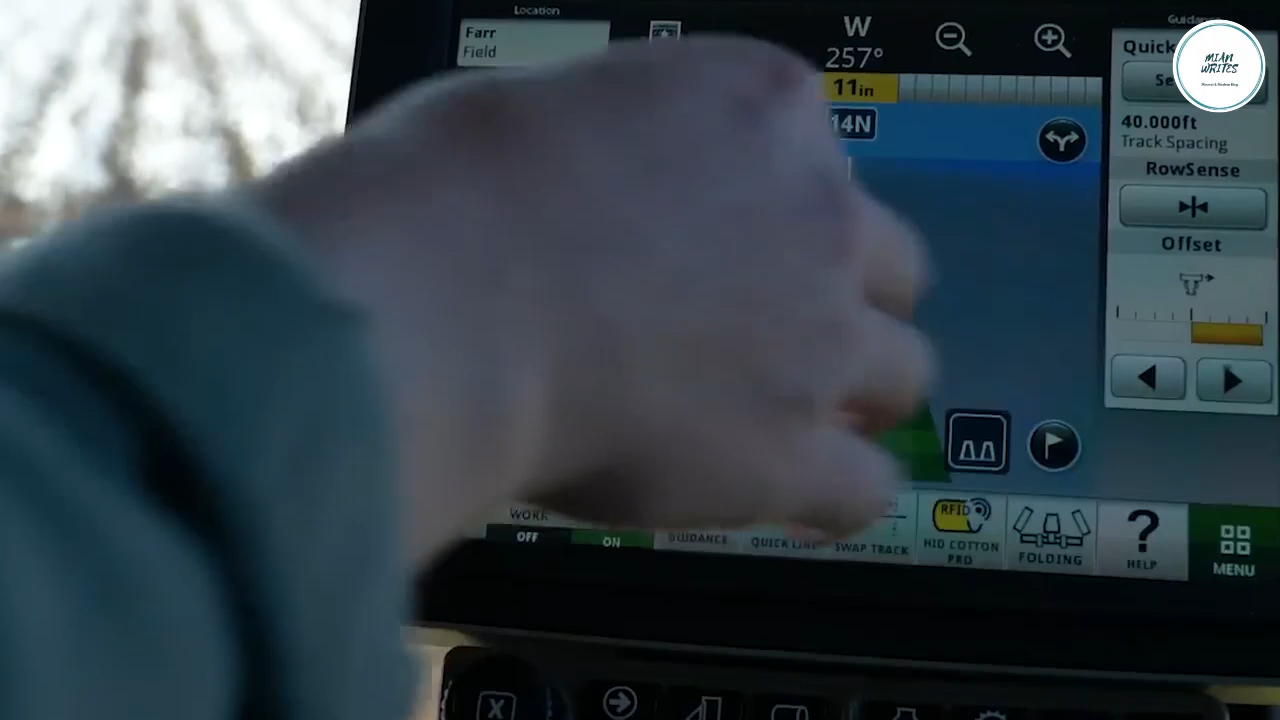 Location
Farr
Field
W
257°
11in
14N
Quick
Se
40.000ft
Track Spacing
RowSense
Offset
WORK
OFF
ON
GUIDANCE
QUICK LINE
SWAP TRACK
RFID
HID COTTON
PRO
FOLDING
?
HELP
MENU
X
MIAN
WRITES